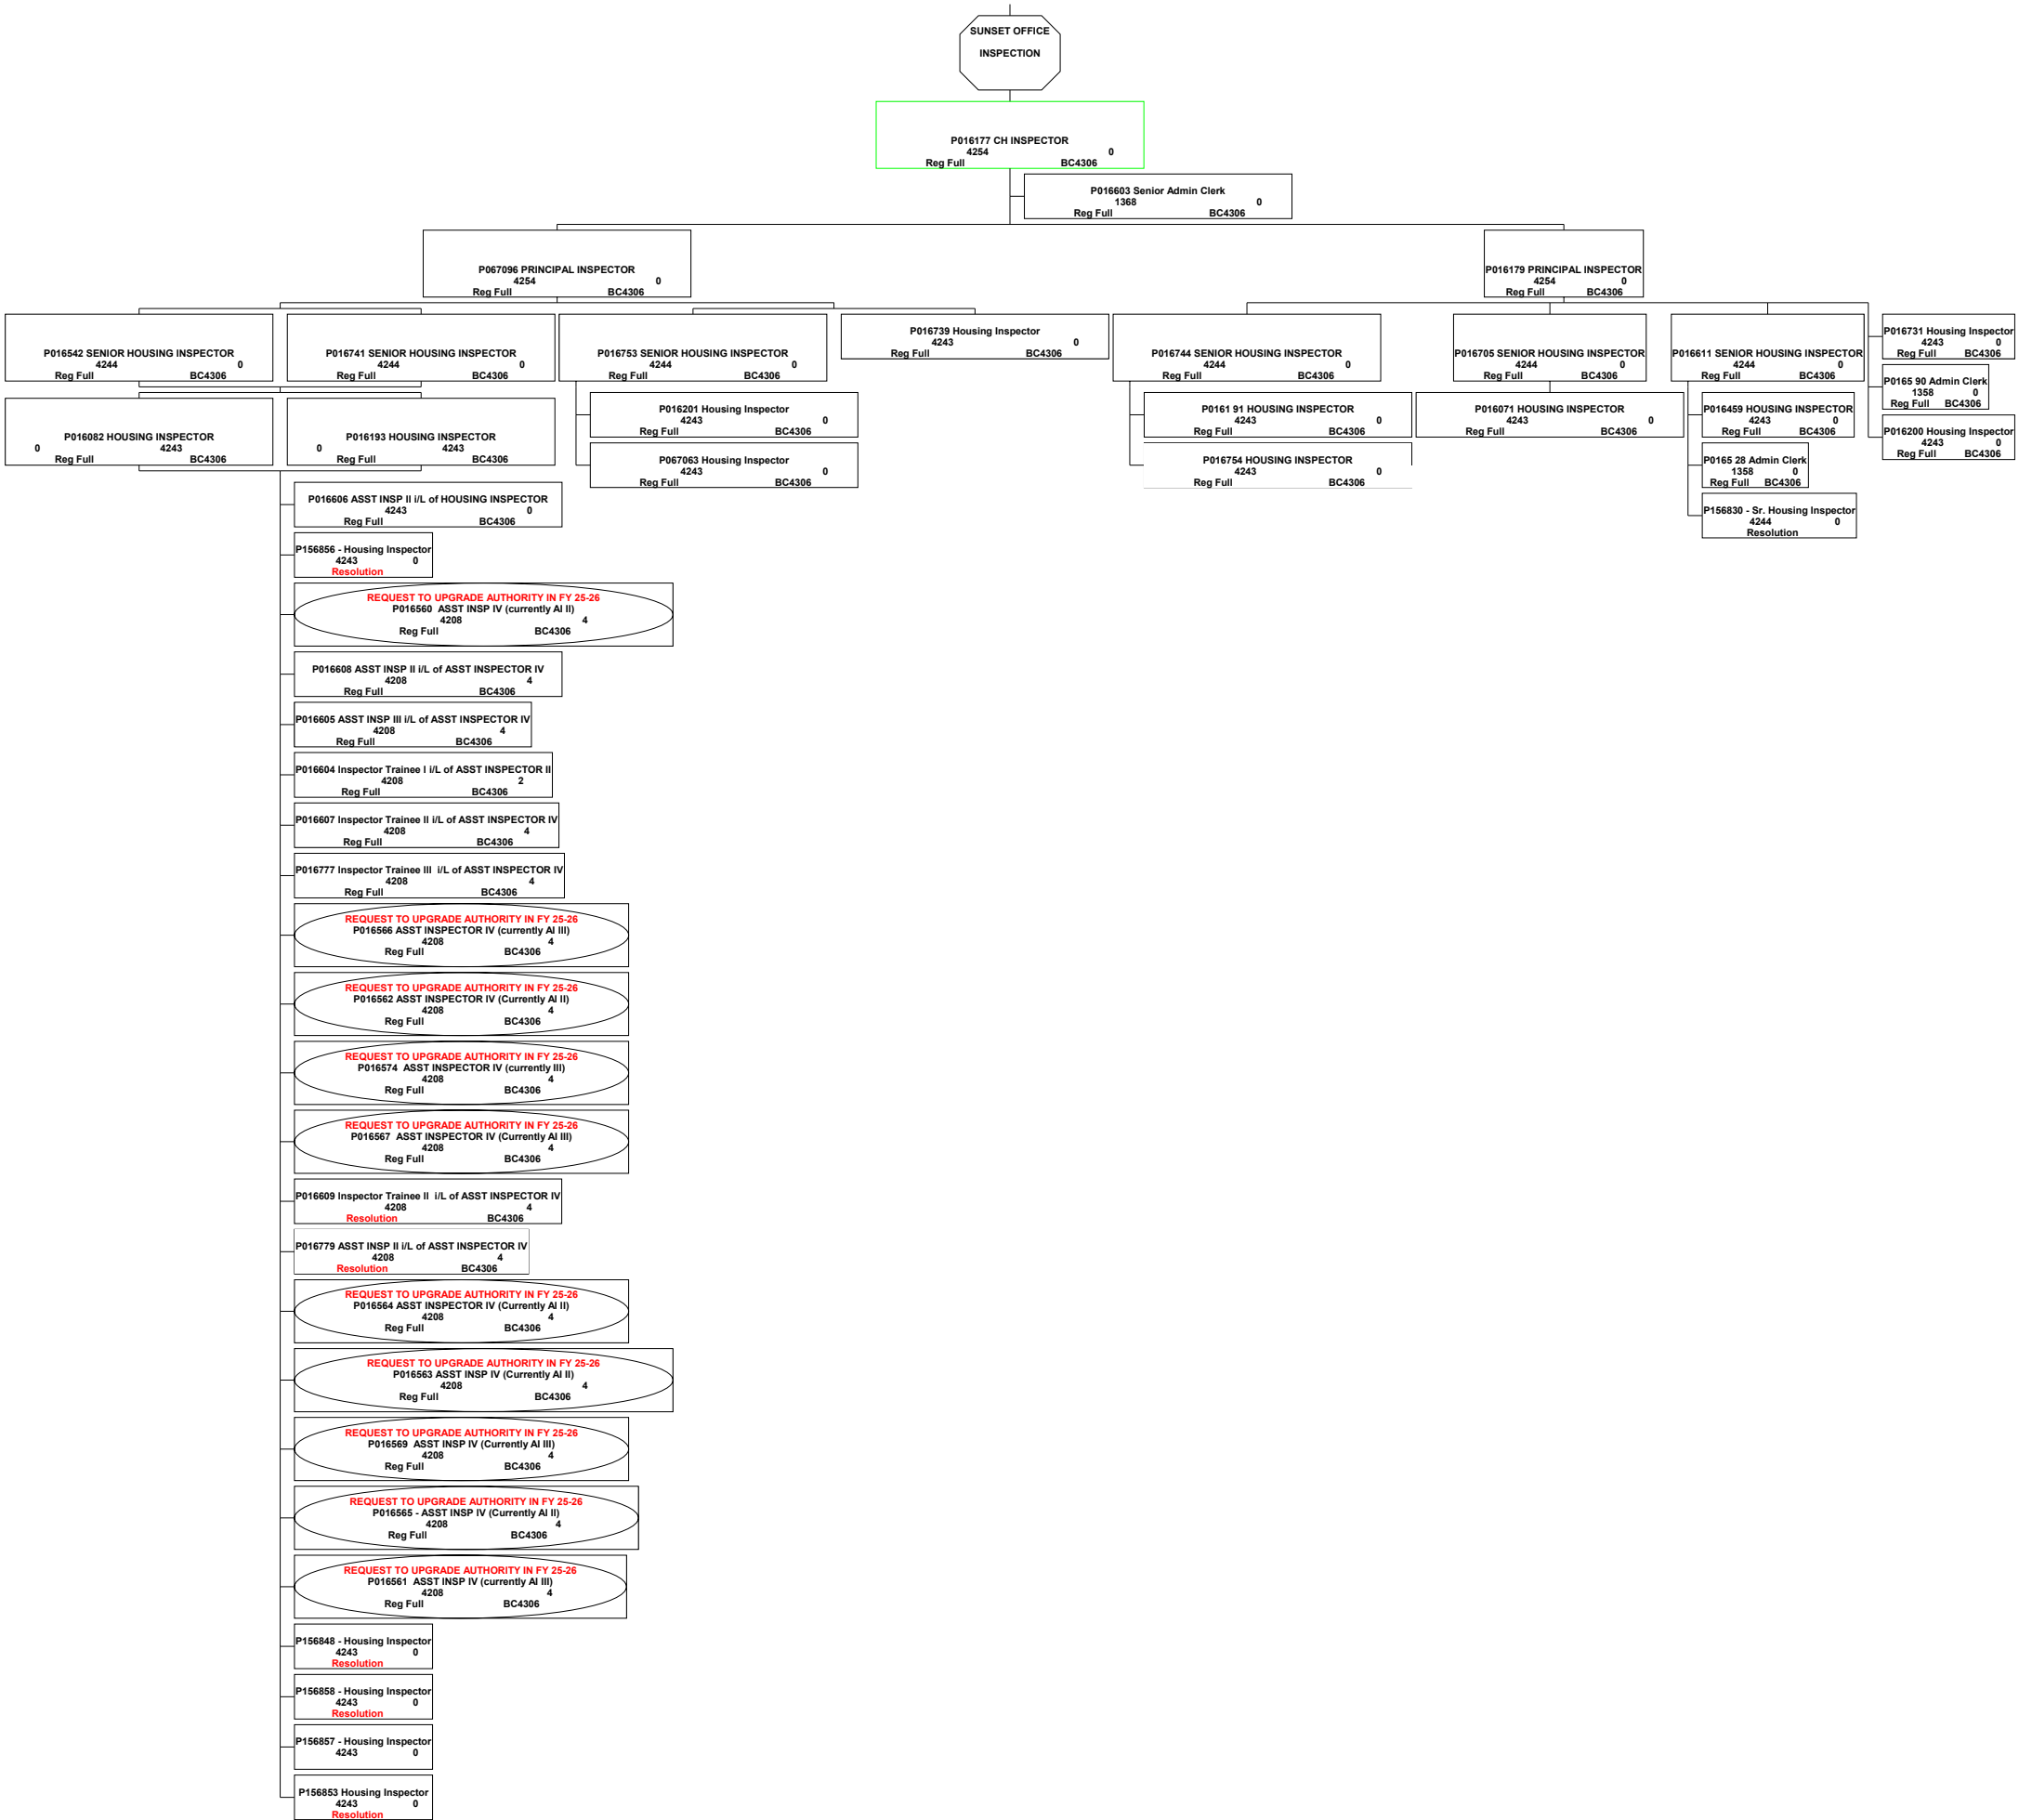 SUNSET OFFICE
INSPECTION
P016177 CH INSPECTOR
4254 0
Reg Full BC4306
P016603 Senior Admin Clerk
1368 0
Reg Full BC4306
P067096 PRINCIPAL INSPECTOR
4254 0
Reg Full BC4306
P016179 PRINCIPAL INSPECTOR
4254 0
Reg Full BC4306
P016542 SENIOR HOUSING INSPECTOR
4244 0
Reg Full BC4306
P016741 SENIOR HOUSING INSPECTOR
4244 0
Reg Full BC4306
P016753 SENIOR HOUSING INSPECTOR
4244 0
Reg Full BC4306
P016739 Housing Inspector
4243 0
Reg Full BC4306
P016744 SENIOR HOUSING INSPECTOR
4244 0
Reg Full BC4306
P016705 SENIOR HOUSING INSPECTOR
4244 0
Reg Full BC4306
P016611 SENIOR HOUSING INSPECTOR
4244 0
Reg Full BC4306
P016731 Housing Inspector
4243 0
Reg Full BC4306
P0165 90 Admin Clerk
1358 0
Reg Full BC4306
P016200 Housing Inspector
4243 0
Reg Full BC4306
P016082 HOUSING INSPECTOR
0 4243
Reg Full BC4306
P016193 HOUSING INSPECTOR
0 4243
Reg Full BC4306
P016201 Housing Inspector
4243 0
Reg Full BC4306
P067063 Housing Inspector
4243 0
Reg Full BC4306
P0161 91 HOUSING INSPECTOR
4243 0
Reg Full BC4306
P016754 HOUSING INSPECTOR
4243 0
Reg Full BC4306
P016071 HOUSING INSPECTOR
4243 0
Reg Full BC4306
P016459 HOUSING INSPECTOR
4243 0
Reg Full BC4306
P0165 28 Admin Clerk
1358 0
Reg Full BC4306
P156830 - Sr. Housing Inspector
4244 0
Resolution
P016606 ASST INSP II i/L of HOUSING INSPECTOR
4243 0
Reg Full BC4306
P156856 - Housing Inspector
4243 0
Resolution
REQUEST TO UPGRADE AUTHORITY IN FY 25-26
P016560 ASST INSP IV (currently AI II)
4208 4
Reg Full BC4306
P016608 ASST INSP II i/L of ASST INSPECTOR IV
4208 4
Reg Full BC4306
P016605 ASST INSP III i/L of ASST INSPECTOR IV
4208 4
Reg Full BC4306
P016604 Inspector Trainee I i/L of ASST INSPECTOR II
4208 2
Reg Full BC4306
P016607 Inspector Trainee II i/L of ASST INSPECTOR IV
4208 4
Reg Full BC4306
P016777 Inspector Trainee III i/L of ASST INSPECTOR IV
4208 4
Reg Full BC4306
REQUEST TO UPGRADE AUTHORITY IN FY 25-26
P016566 ASST INSPECTOR IV (currently AI III)
4208 4
Reg Full BC4306
REQUEST TO UPGRADE AUTHORITY IN FY 25-26
P016562 ASST INSPECTOR IV (Currently AI II)
4208 4
Reg Full BC4306
REQUEST TO UPGRADE AUTHORITY IN FY 25-26
P016574 ASST INSPECTOR IV (currently III)
4208 4
Reg Full BC4306
REQUEST TO UPGRADE AUTHORITY IN FY 25-26
P016567 ASST INSPECTOR IV (Currently AI III)
4208 4
Reg Full BC4306
P016609 Inspector Trainee II i/L of ASST INSPECTOR IV
4208 4
Resolution BC4306
P016779 ASST INSP II i/L of ASST INSPECTOR IV
4208 4
Resolution BC4306
REQUEST TO UPGRADE AUTHORITY IN FY 25-26
P016564 ASST INSPECTOR IV (Currently AI II)
4208 4
Reg Full BC4306
REQUEST TO UPGRADE AUTHORITY IN FY 25-26
P016563 ASST INSP IV (Currently AI II)
4208 4
Reg Full BC4306
REQUEST TO UPGRADE AUTHORITY IN FY 25-26
P016569 ASST INSP IV (Currently AI III)
4208 4
Reg Full BC4306
REQUEST TO UPGRADE AUTHORITY IN FY 25-26
P016565 - ASST INSP IV (Currently AI II)
4208 4
Reg Full BC4306
REQUEST TO UPGRADE AUTHORITY IN FY 25-26
P016561 ASST INSP IV (currently AI III)
4208 4
Reg Full BC4306
P156848 - Housing Inspector
4243 0
Resolution
P156858 - Housing Inspector
4243 0
Resolution
P156857 - Housing Inspector
4243 0
P156853 Housing Inspector
4243 0
Resolution